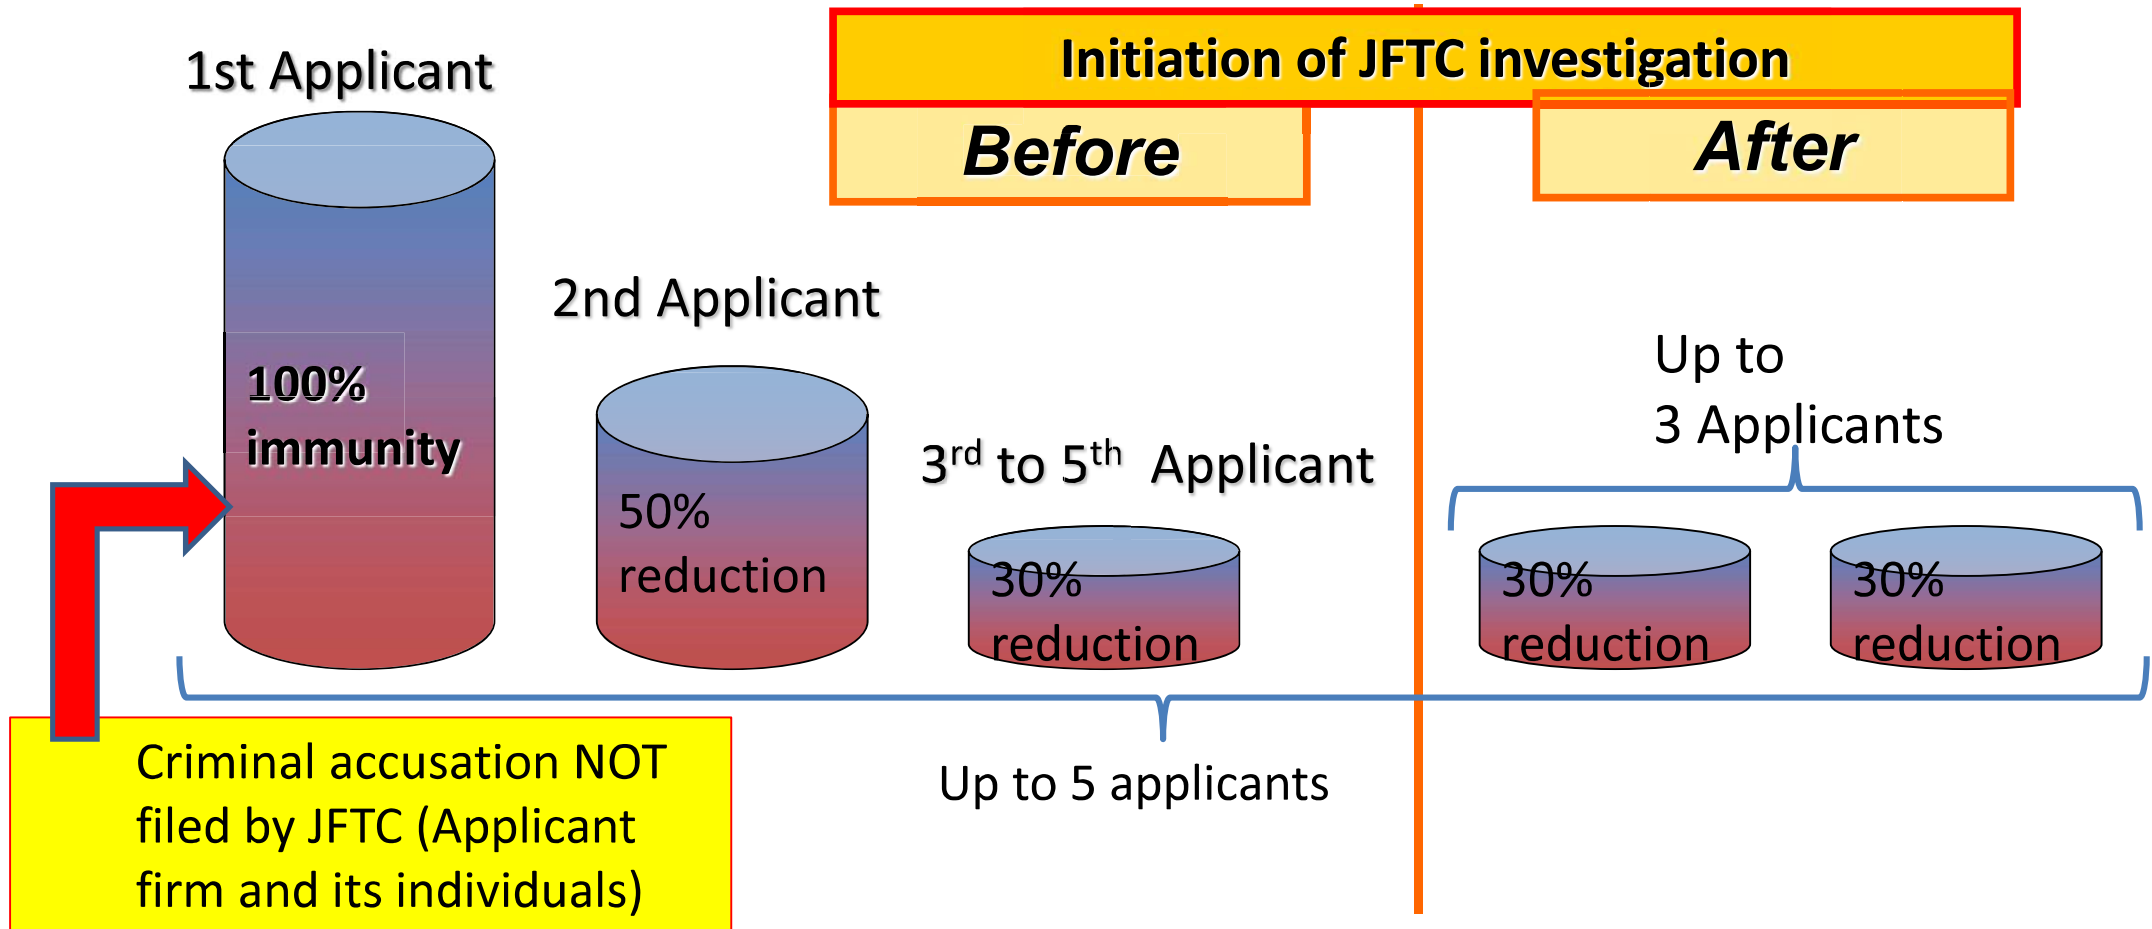 Initiation of JFTC investigation
Before
After
1st Applicant
100%
immunity
2nd Applicant
50%
reduction
3rd to 5th Applicant
30%
reduction
Up to
3 Applicants
30%
reduction
30%
reduction
Up to 5 applicants
Criminal accusation NOT
filed by JFTC (Applicant
firm and its individuals)